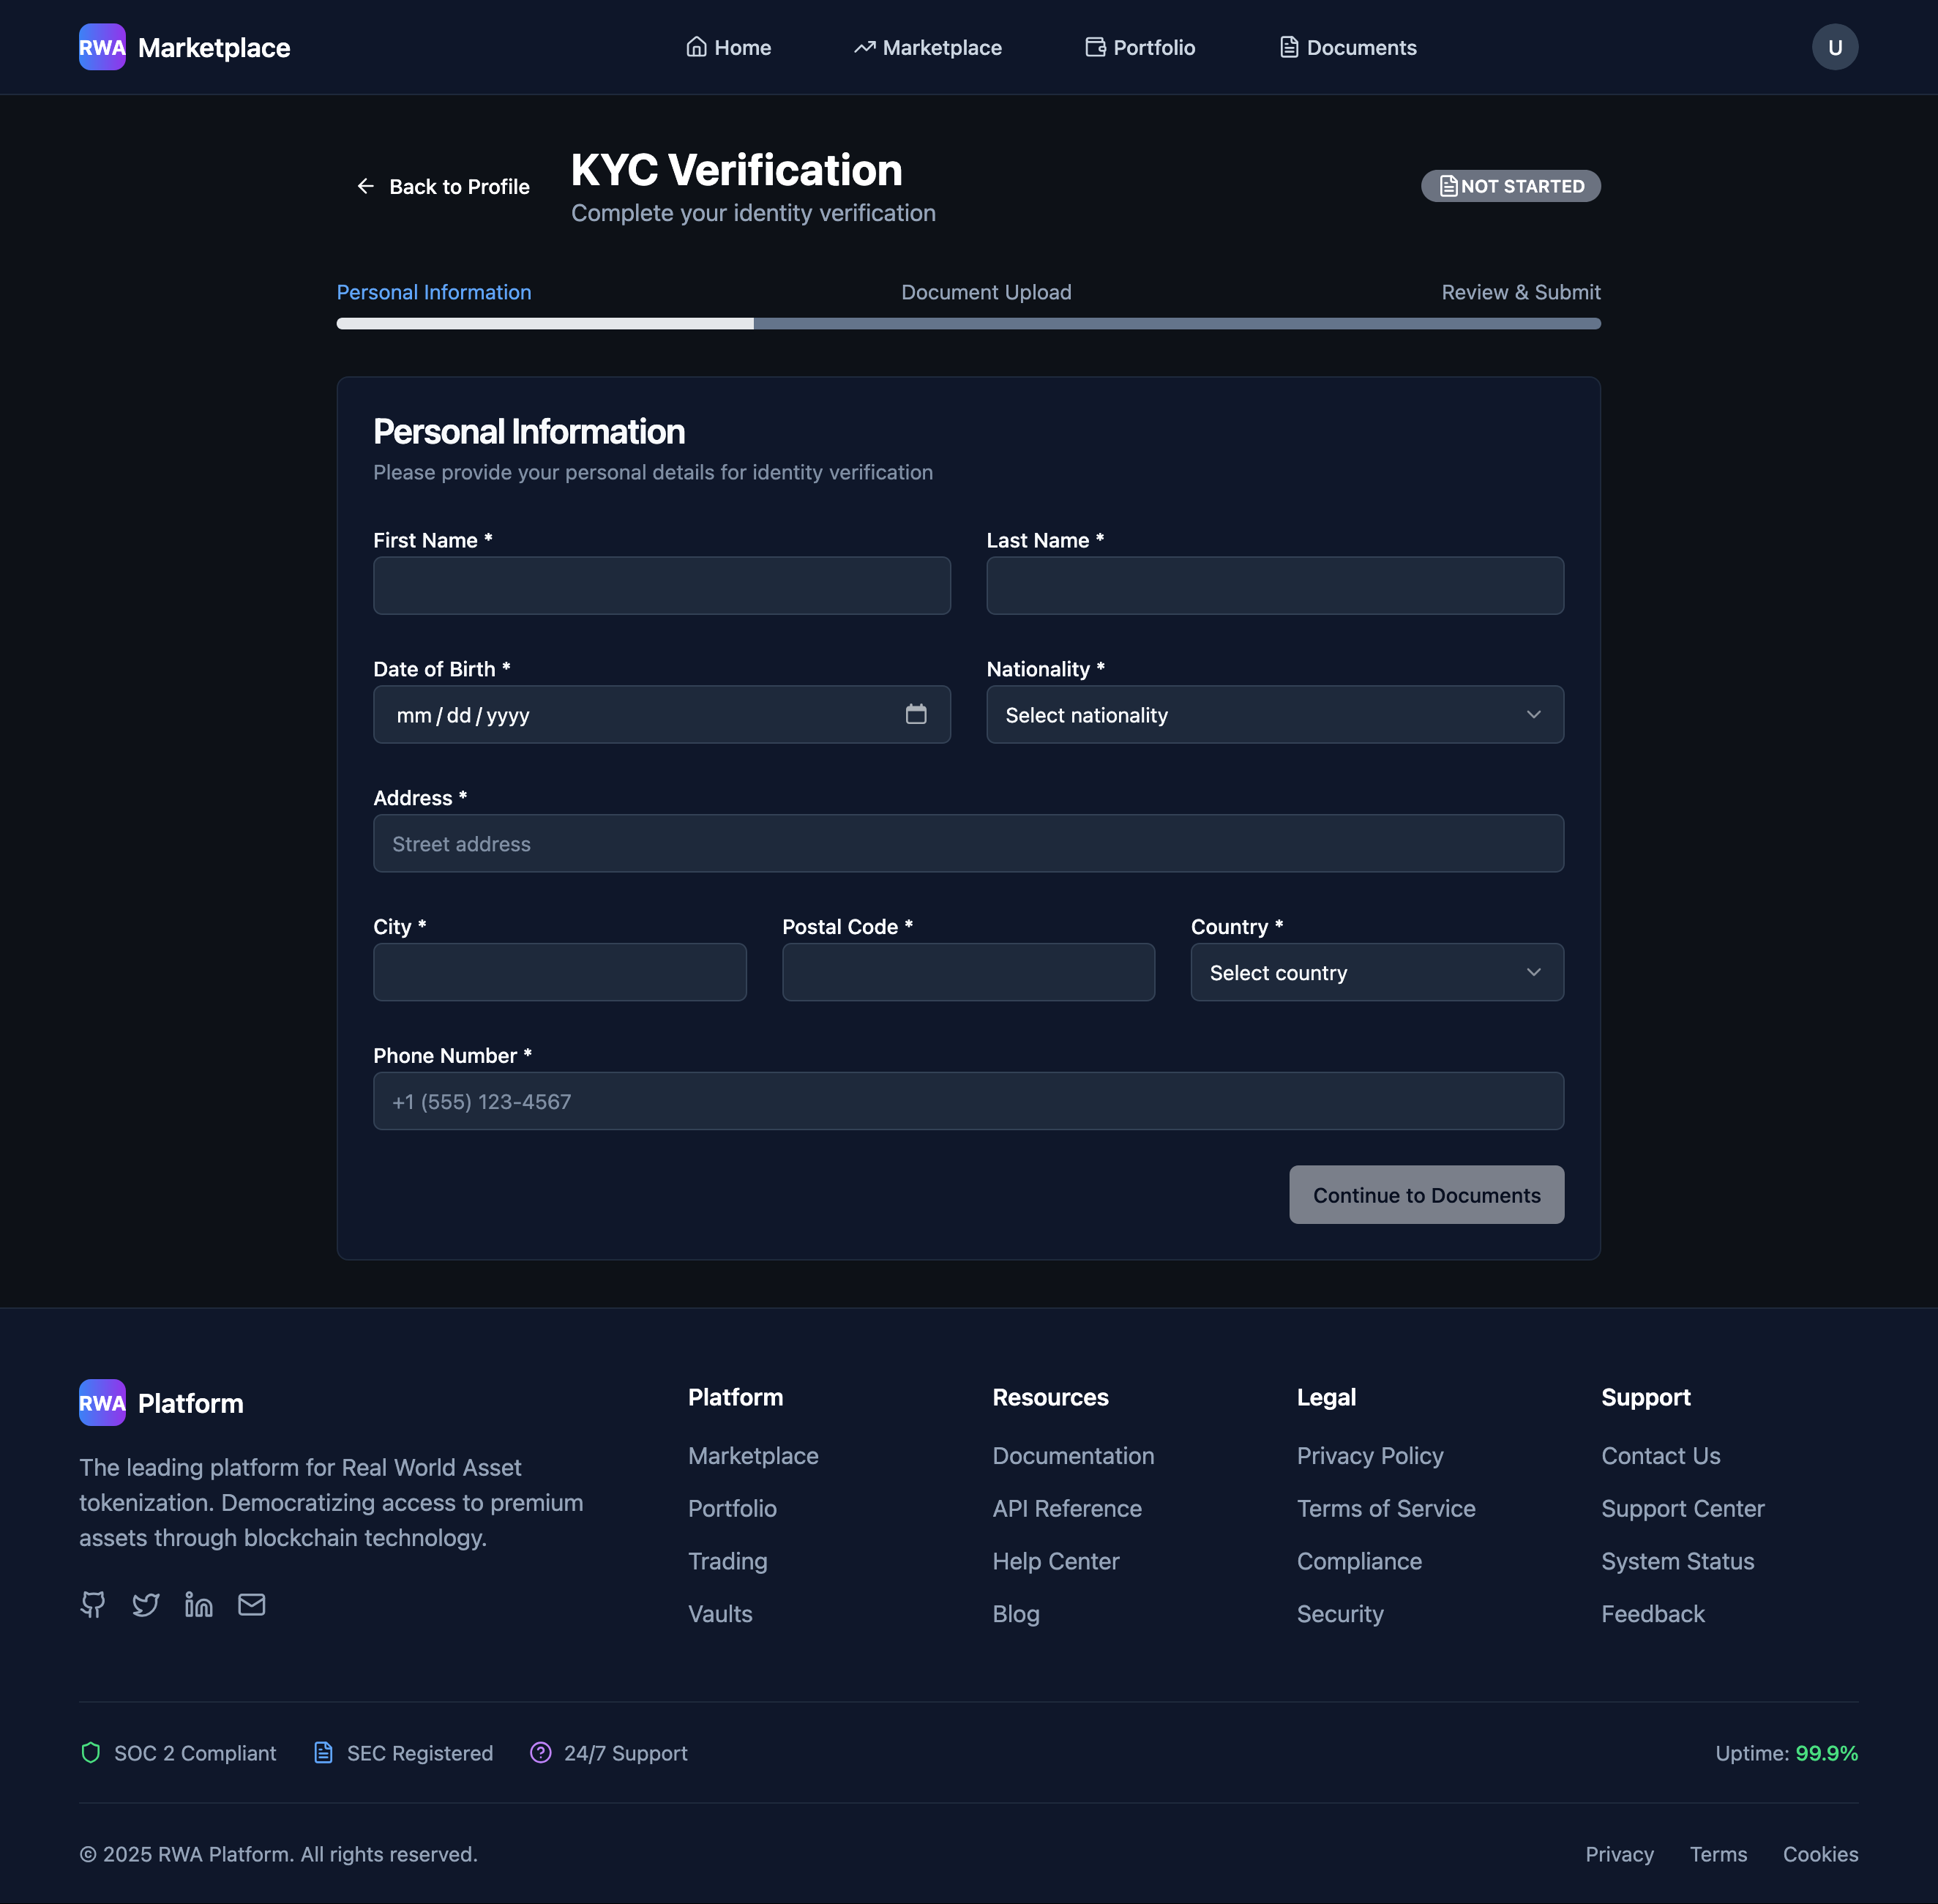 RWA Marketplace
Home
Marketplace
Portfolio
Documents
U
Back to Profile
KYC Verification
Complete your identity verification
NOT STARTED
Personal Information
Document Upload
Review & Submit
Personal Information
Please provide your personal details for identity verification
First Name *
Last Name *
Date of Birth *
mm/dd/yyyy
Nationality *
Select nationality
Address *
Street address
City *
Postal Code *
Country *
Select country
Phone Number *
+1 (555) 123-4567
Continue to Documents
RWA Platform
The leading platform for Real World Asset
tokenization. Democratizing access to premium
assets through blockchain technology.
Platform
Marketplace
Portfolio
Trading
Vaults
Resources
Documentation
API Reference
Help Center
Blog
Legal
Privacy Policy
Terms of Service
Compliance
Security
Support
Contact Us
Support Center
System Status
Feedback
SOC 2 Compliant
SEC Registered
24/7 Support
Uptime: 99.9%
© 2025 RWA Platform. All rights reserved.
Privacy
Terms
Cookies